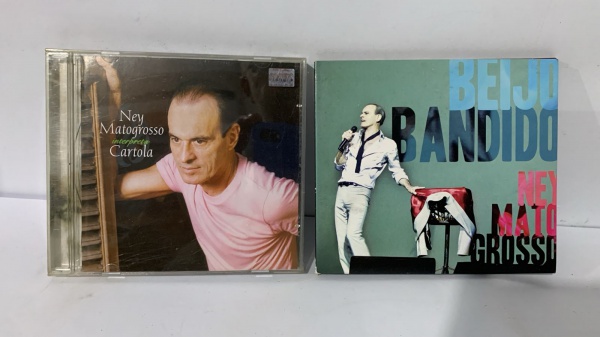 Ney
Matogrosso
interpreta
Cartola
BEIJO
BANDIDO
NEY
MATO
GROSSO